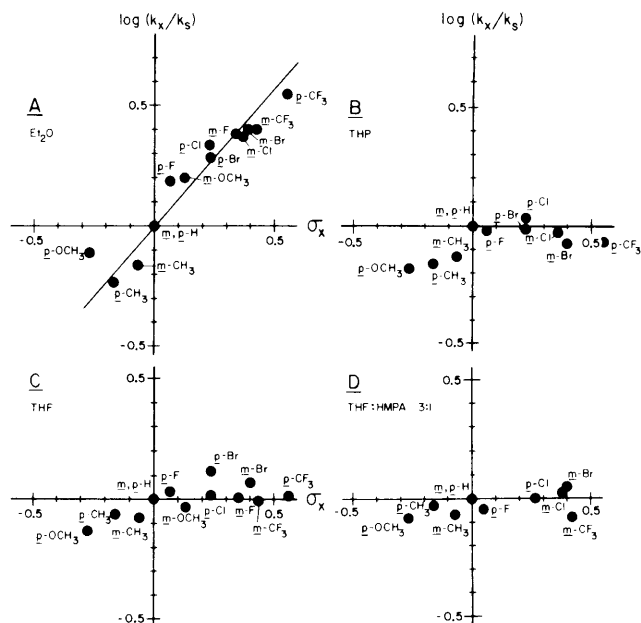 log (kx/ks)
log (kx/ks)
A
Et2O
0.5
p-CF3
m-CF3
m-F
p-Cl
m-Br
m-Cl
p-Br
p-F
m-OCH3
m,p-H
σx
-0.5
0.5
p-OCH3
m-CH3
p-CH3
-0.5
B
THP
0.5
p-Cl
p-Br
m,p-H
-0.5
0.5
m-CH3
p-F
m-Cl
p-CF3
m-Br
p-OCH3
p-CH3
-0.5
C
THF
0.5
p-Br
m-Br
p-F
p-CF3
m,p-H
σx
-0.5
0.5
p-CH3
m-OCH3
m-F
p-Cl
p-OCH3
m-CH3
m-CF3
-0.5
D
THF:HMPA 3:1
0.5
m-Br
m,p-H
p-Cl
-0.5
0.5
p-CH3
m-Cl
p-F
p-OCH3
m-CH3
m-CF3
-0.5